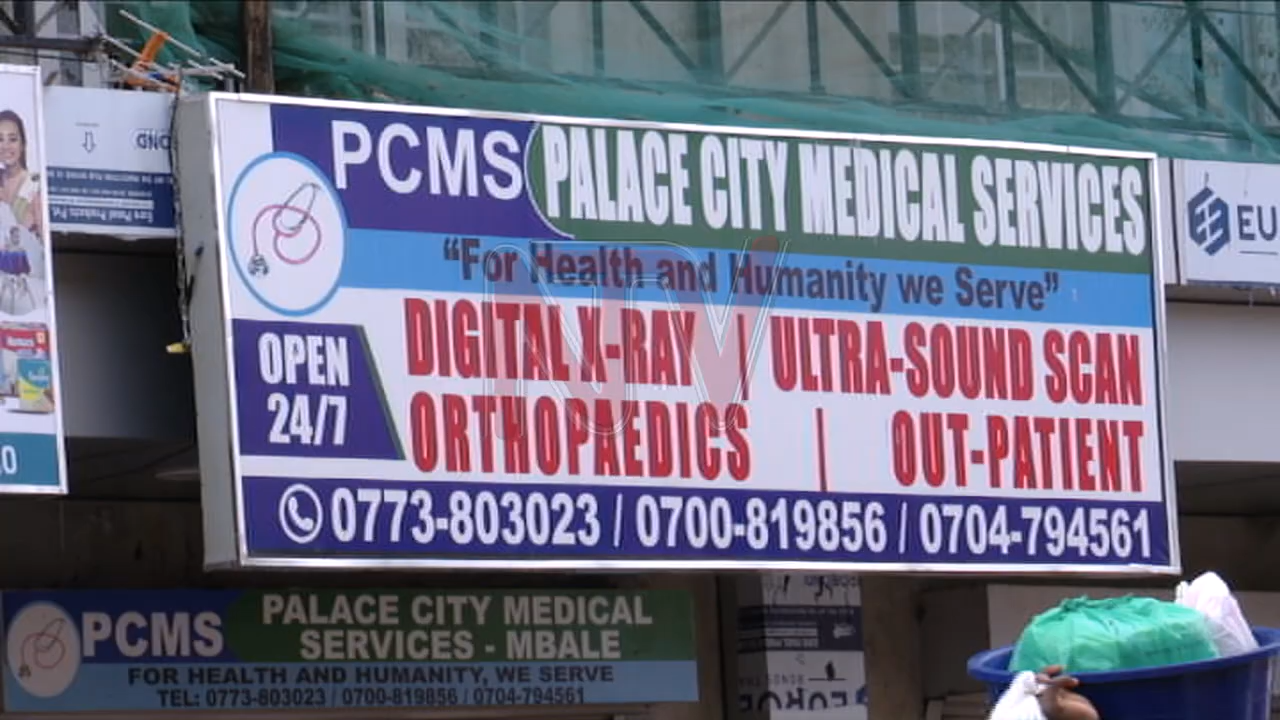 PCMS PALACE CITY MEDICAL SERVICES
“For Health and Humanity we Serve”
OPEN
24/7
DIGITAL X-RAY | ULTRA-SOUND SCAN
ORTHOPAEDICS | OUT-PATIENT
0773-803023 / 0700-819856 / 0704-794561
NTV
EU
PCMS
PALACE CITY MEDICAL
SERVICES - MBALE
FOR HEALTH AND HUMANITY, WE SERVE
TEL: 0773-803023 / 0700-819856 / 0704-794561